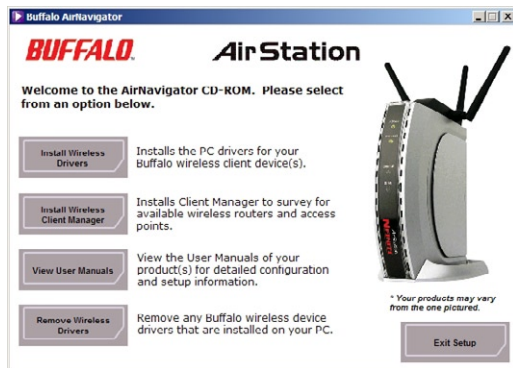 Buffalo AirNavigator
BUFFALO
AirStation
Welcome to the AirNavigator CD-ROM. Please select
from an option below.
Install Wireless
Drivers
Installs the PC drivers for your
Buffalo wireless client device(s).
Install Wireless
Client Manager
Installs Client Manager to survey for
available wireless routers and access
points.
View User Manuals
View the User Manuals of your
product(s) for detailed configuration
and setup information.
Remove Wireless
Drivers
Remove any Buffalo wireless device
drivers that are installed on your PC.
* Your products may vary
from the one pictured.
Exit Setup